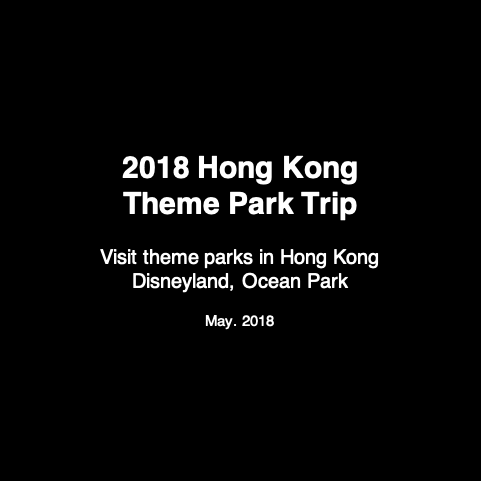 2018 Hong Kong
Theme Park Trip
Visit theme parks in Hong Kong
Disneyland, Ocean Park
May. 2018